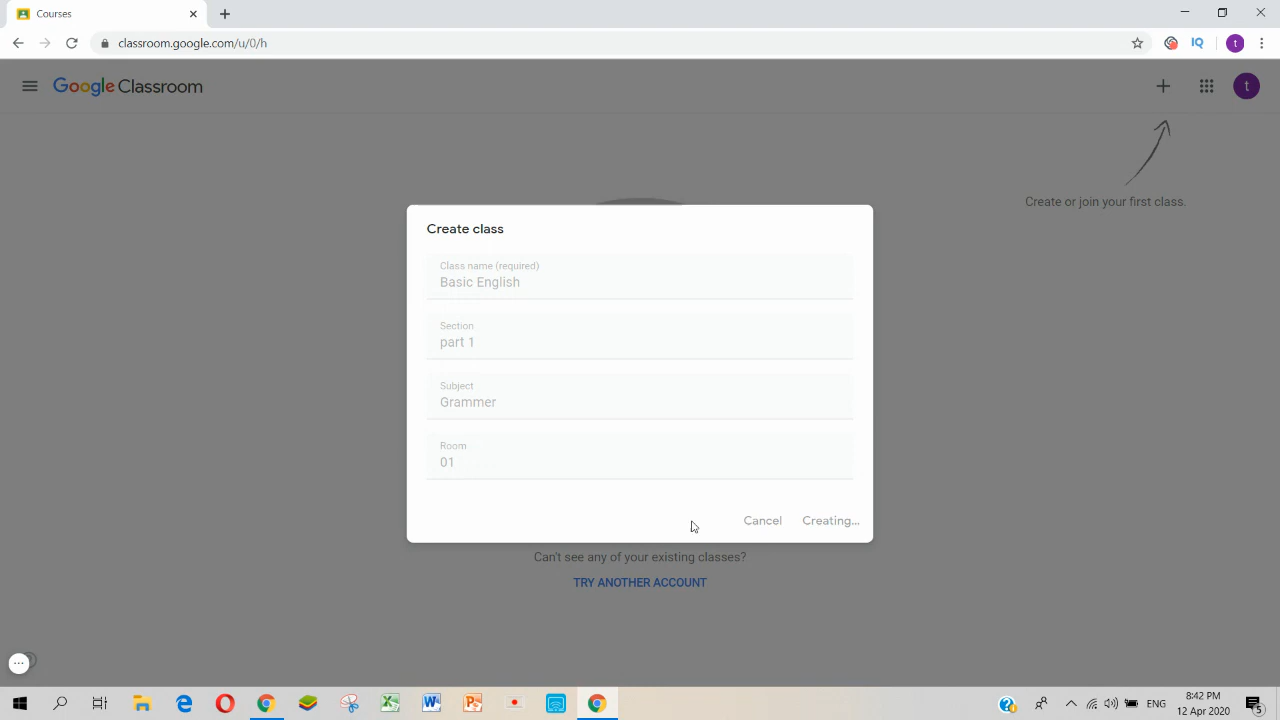 Courses
classroom.google.com/u/0/h
IQ
t
Google Classroom
t
Create or join your first class.
Create class
Class name (required)
Basic English
Section
part 1
Subject
Grammer
Room
01
Cancel
Creating...
Can't see any of your existing classes?
TRY ANOTHER ACCOUNT
8:42 PM
ENG
12 Apr 2020
5